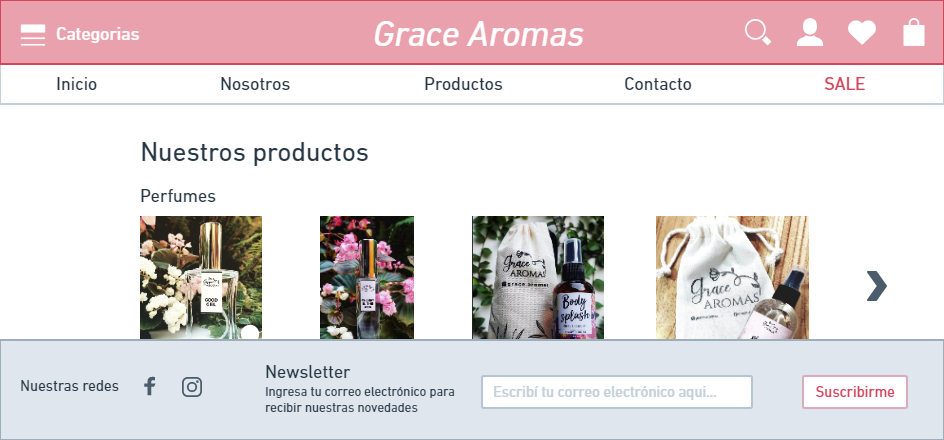 Categorias
Grace Aromas
Inicio Nosotros Productos Contacto SALE
Nuestros productos
Perfumes
GOOD
GIRL
Grace
AROMAS
grace aromas
Body
splash
Grace
AROMAS
Nuestras redes
Newsletter
Ingresa tu correo electrónico para
recibir nuestras novedades
Escribí tu correo electrónico aqui...
Suscribirme